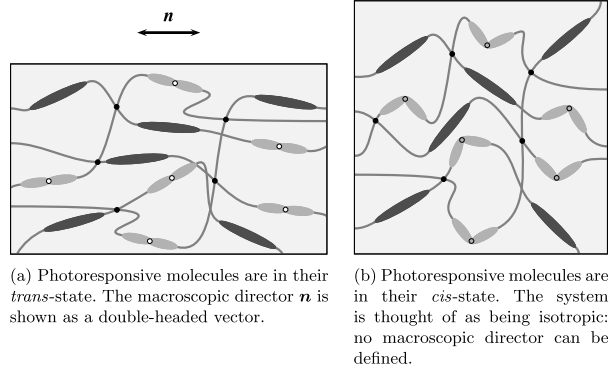 n
(a) Photoresponsive molecules are in their
trans-state. The macroscopic director n is
shown as a double-headed vector.
(b) Photoresponsive molecules are
in their cis-state. The system
is thought of as being isotropic:
no macroscopic director can be
defined.